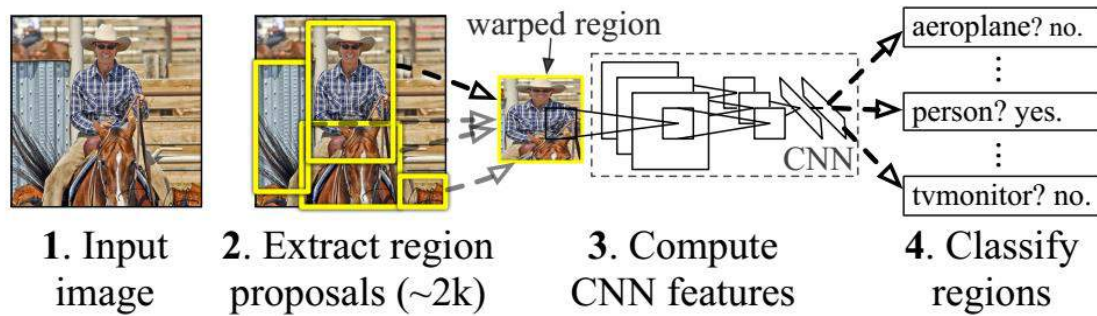 warped region
aeroplane? no.
⋮
person? yes.
⋮
tvmonitor? no.
CNN
1. Input
image
2. Extract region
proposals (~2k)
3. Compute
CNN features
4. Classify
regions